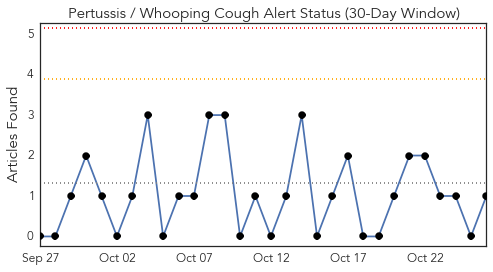 Pertussis / Whooping Cough Alert Status (30-Day Window)
Articles Found
5
4
3
2
1
0
Sep 27 Oct 02 Oct 07 Oct 12 Oct 17 Oct 22